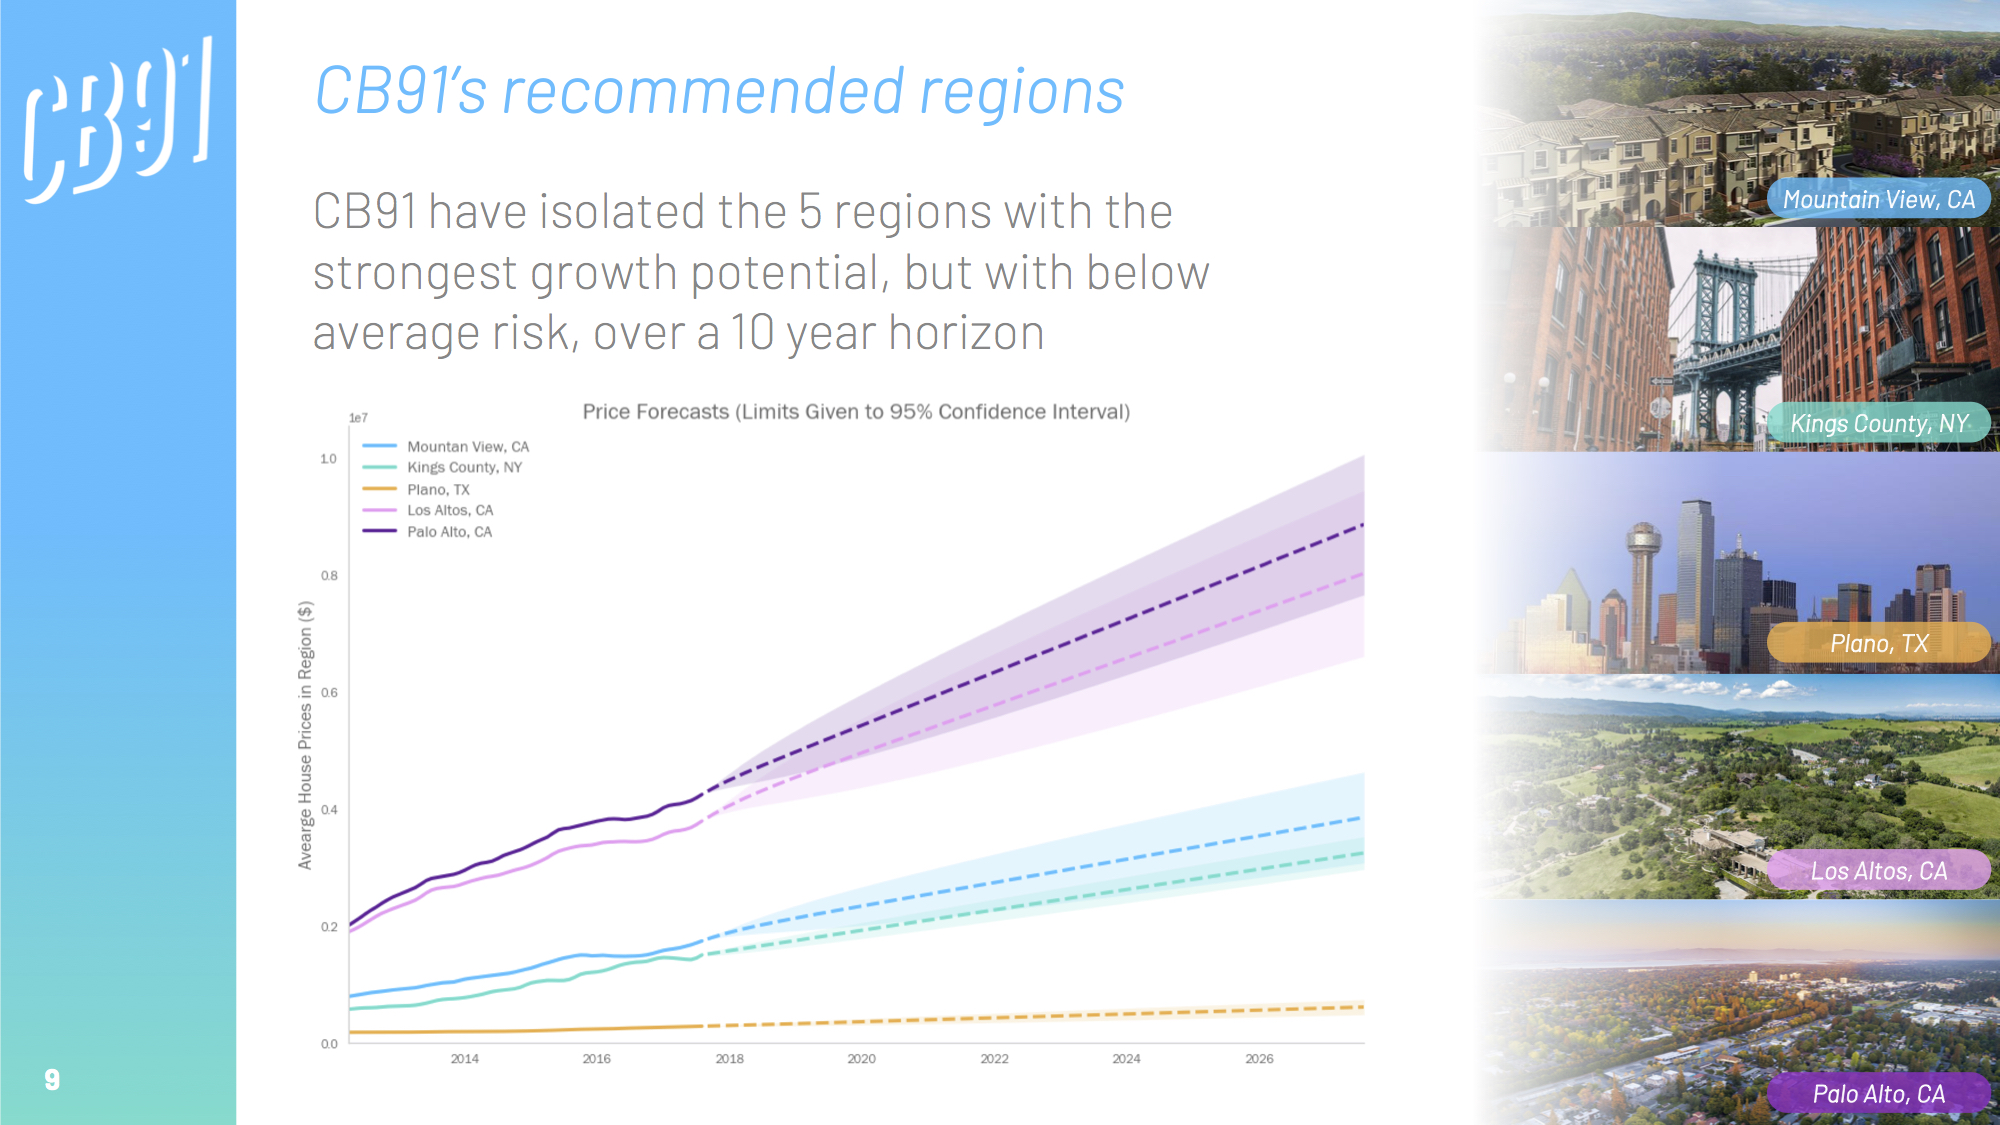 CB91
CB91's recommended regions
CB91 have isolated the 5 regions with the
strongest growth potential, but with below
average risk, over a 10 year horizon
Price Forecasts (Limits Given to 95% Confidence Interval)
1e7
Mountan View, CA
Kings County, NY
Plano, TX
Los Altos, CA
Palo Alto, CA
Avearge House Prices in Region ($)
1.0
0.8
0.6
0.4
0.2
0.0
2014 2016 2018 2020 2022 2024 2026
Mountain View, CA
Kings County, NY
Plano, TX
Los Altos, CA
Palo Alto, CA
9